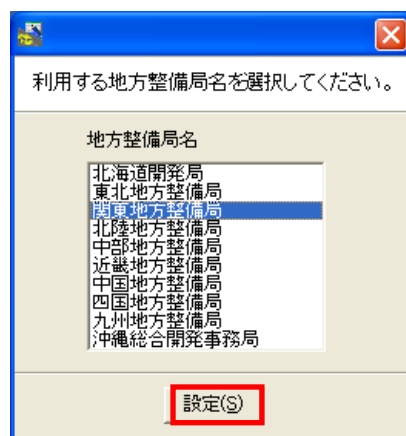 利用する地方整備局名を選択してください。
地方整備局名
北海道開発局
東北地方整備局
関東地方整備局
北陸地方整備局
中部地方整備局
近畿地方整備局
中国地方整備局
四国地方整備局
九州地方整備局
沖縄総合開発事務局
設定(S)